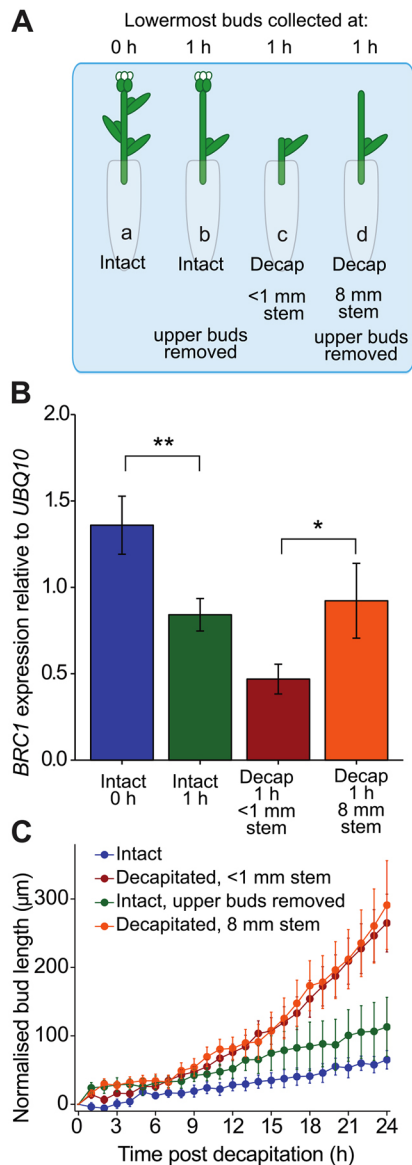 A
Lowermost buds collected at:
0 h 1 h 1 h 1 h
a b c d
Intact Intact Decap Decap
<1 mm 8 mm
stem stem
upper buds upper buds
removed removed
B
BRC1 expression relative to UBQ10
2.0
1.5
1.0
0.5
0.0
**
*
Intact
0 h
Intact
1 h
Decap
1 h
<1 mm
stem
Decap
1 h
8 mm
stem
C
Intact
Decapitated, <1 mm stem
Intact, upper buds removed
Decapitated, 8 mm stem
Normalised bud length (µm)
300
200
100
0
0 3 6 9 12 15 18 21 24
Time post decapitation (h)